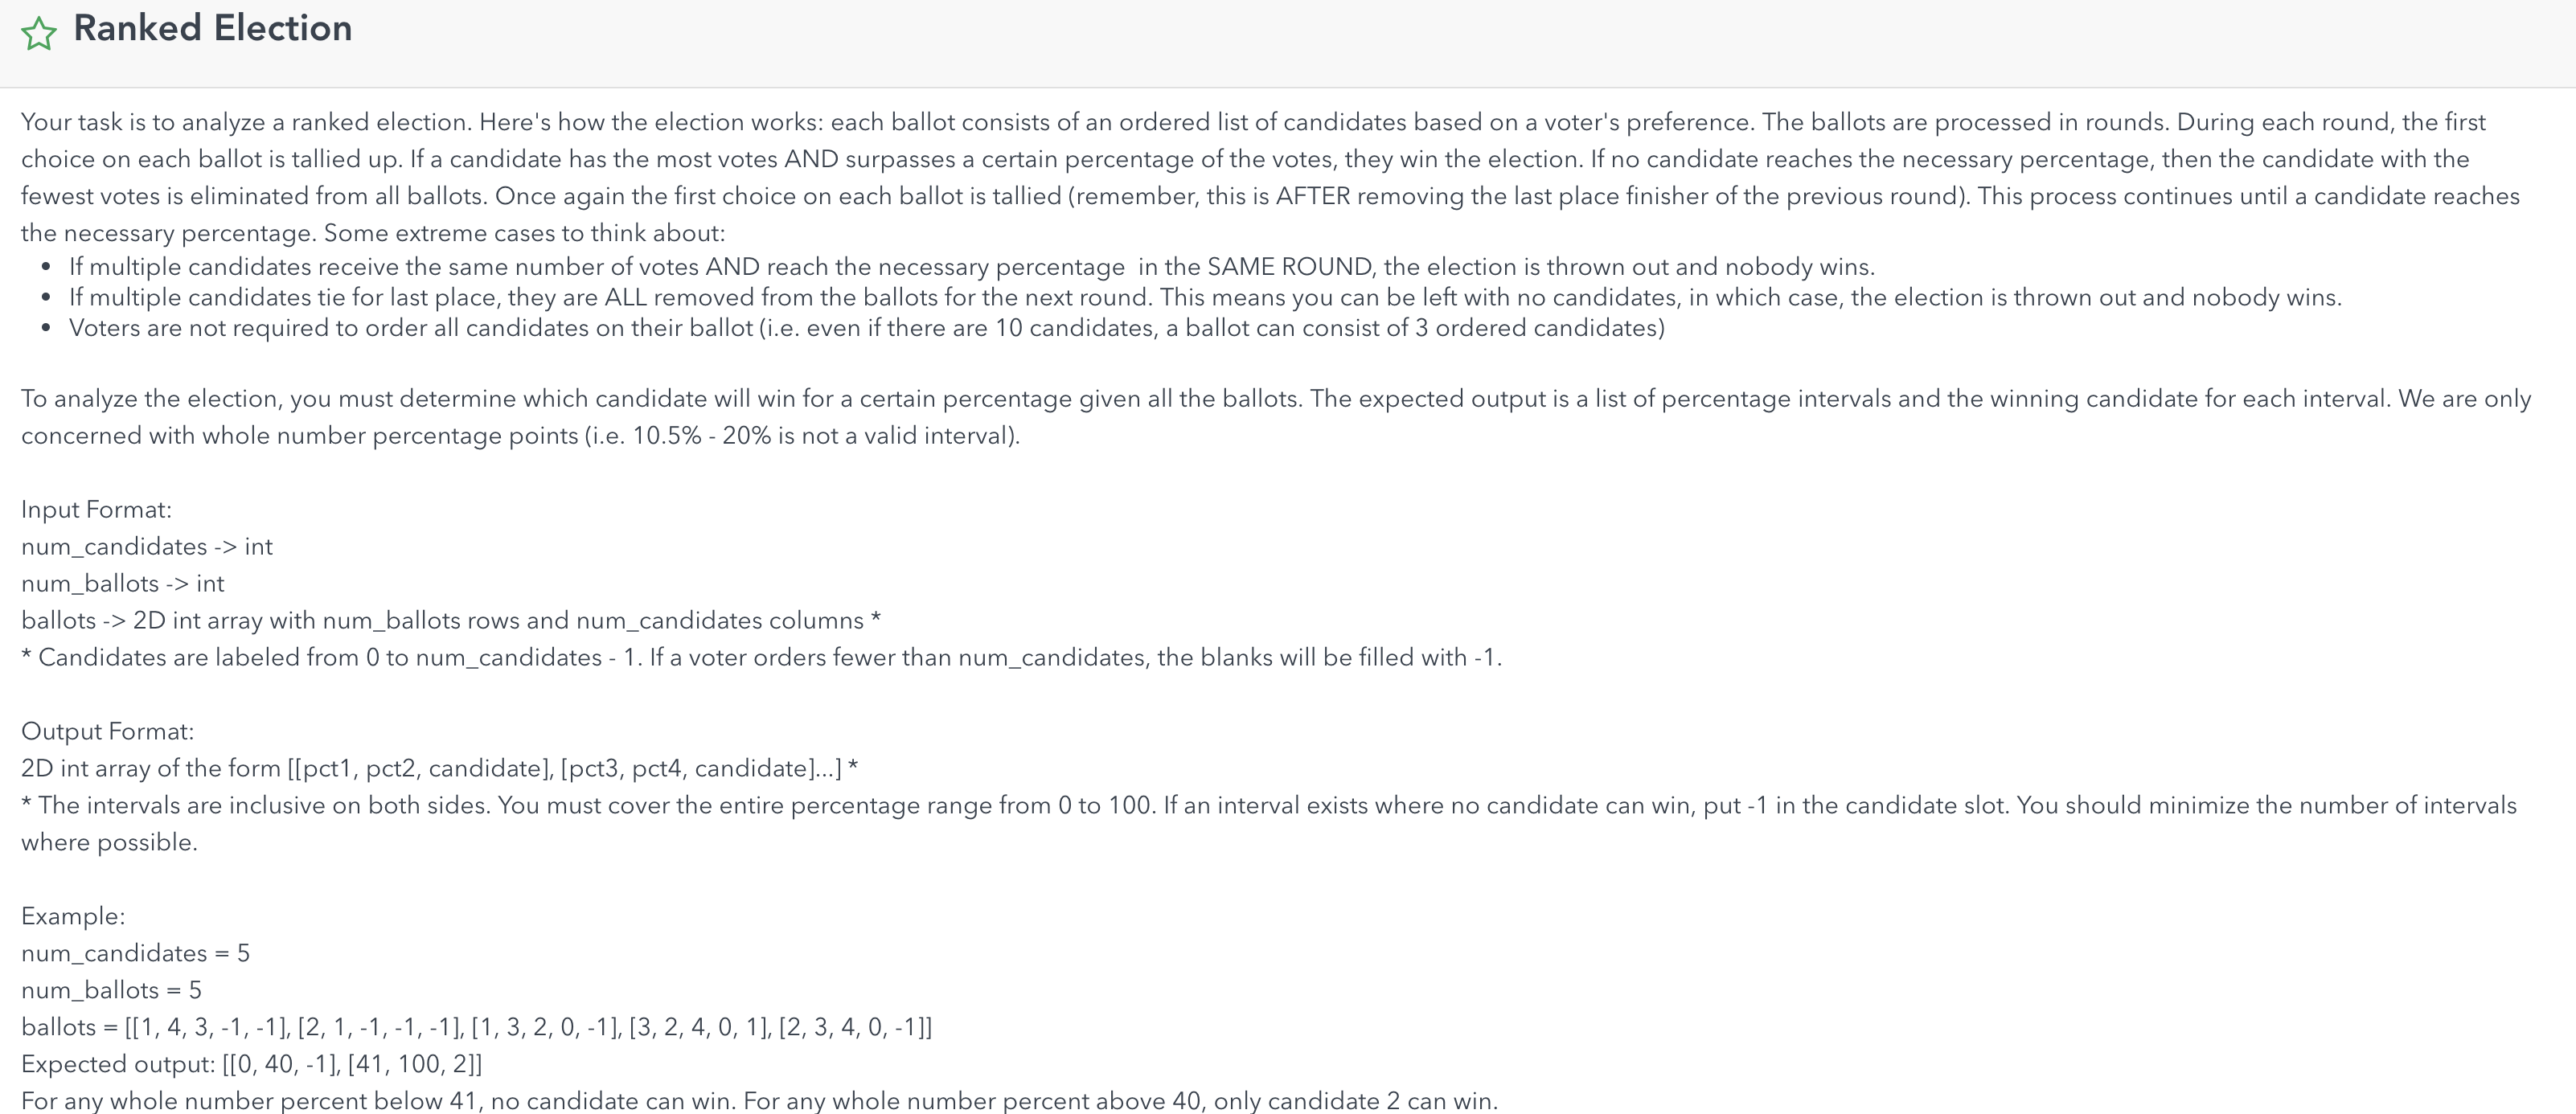 Ranked Election
Your task is to analyze a ranked election. Here's how the election works: each ballot consists of an ordered list of candidates based on a voter's preference. The ballots are processed in rounds. During each round, the first
choice on each ballot is tallied up. If a candidate has the most votes AND surpasses a certain percentage of the votes, they win the election. If no candidate reaches the necessary percentage, then the candidate with the
fewest votes is eliminated from all ballots. Once again the first choice on each ballot is tallied (remember, this is AFTER removing the last place finisher of the previous round). This process continues until a candidate reaches
the necessary percentage. Some extreme cases to think about:
• If multiple candidates receive the same number of votes AND reach the necessary percentage  in the SAME ROUND, the election is thrown out and nobody wins.
• If multiple candidates tie for last place, they are ALL removed from the ballots for the next round. This means you can be left with no candidates, in which case, the election is thrown out and nobody wins.
• Voters are not required to order all candidates on their ballot (i.e. even if there are 10 candidates, a ballot can consist of 3 ordered candidates)
To analyze the election, you must determine which candidate will win for a certain percentage given all the ballots. The expected output is a list of percentage intervals and the winning candidate for each interval. We are only
concerned with whole number percentage points (i.e. 10.5% - 20% is not a valid interval).
Input Format:
num_candidates -> int
num_ballots -> int
ballots -> 2D int array with num_ballots rows and num_candidates columns *
* Candidates are labeled from 0 to num_candidates - 1. If a voter orders fewer than num_candidates, the blanks will be filled with -1.
Output Format:
2D int array of the form [[pct1, pct2, candidate], [pct3, pct4, candidate]...] *
* The intervals are inclusive on both sides. You must cover the entire percentage range from 0 to 100. If an interval exists where no candidate can win, put -1 in the candidate slot. You should minimize the number of intervals
where possible.
Example:
num_candidates = 5
num_ballots = 5
ballots = [[1, 4, 3, -1, -1], [2, 1, -1, -1, -1], [1, 3, 2, 0, -1], [3, 2, 4, 0, 1], [2, 3, 4, 0, -1]]
Expected output: [[0, 40, -1], [41, 100, 2]]
For any whole number percent below 41, no candidate can win. For any whole number percent above 40, only candidate 2 can win.